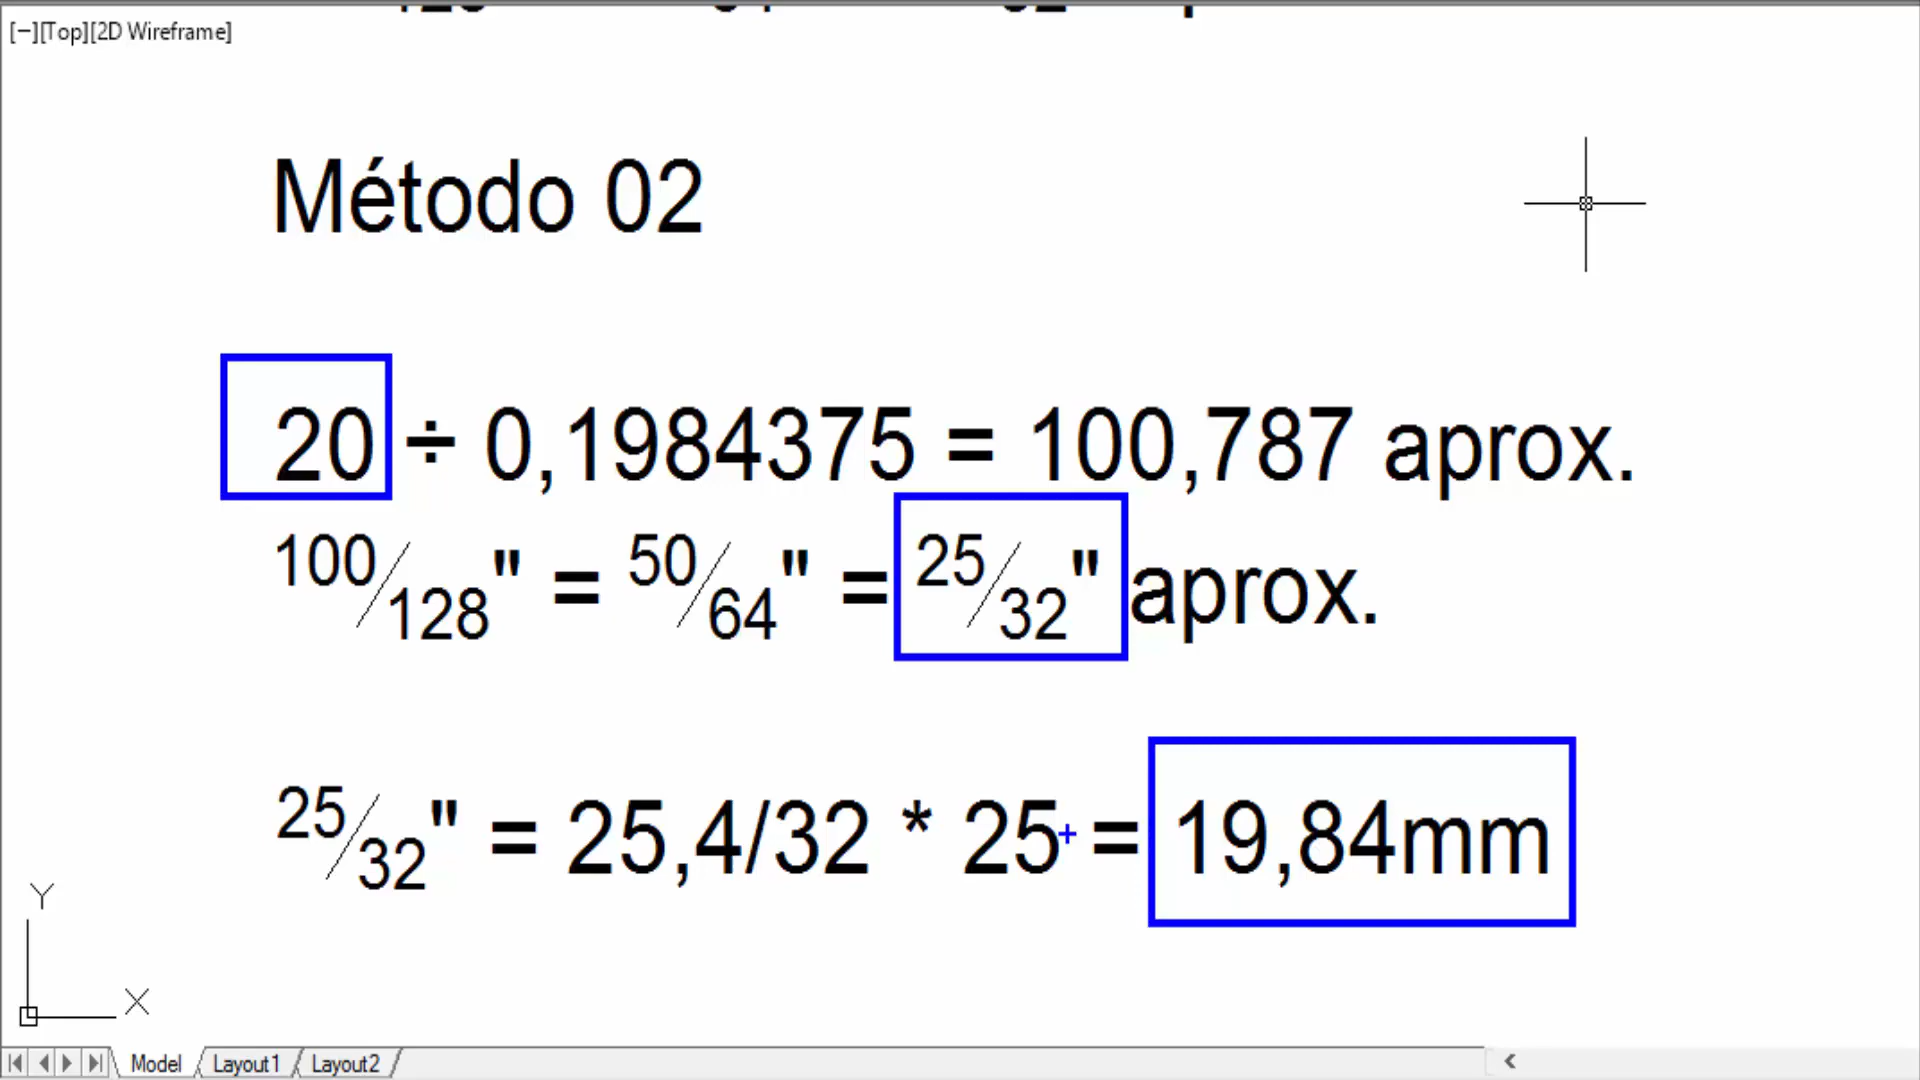 [−][Top][2D Wireframe]
Método 02
20 ÷ 0,1984375 = 100,787 aprox.
100/128" = 50/64" = 25/32" aprox.
25/32" = 25,4/32 * 25 = 19,84mm
Y
X
Model Layout1 Layout2